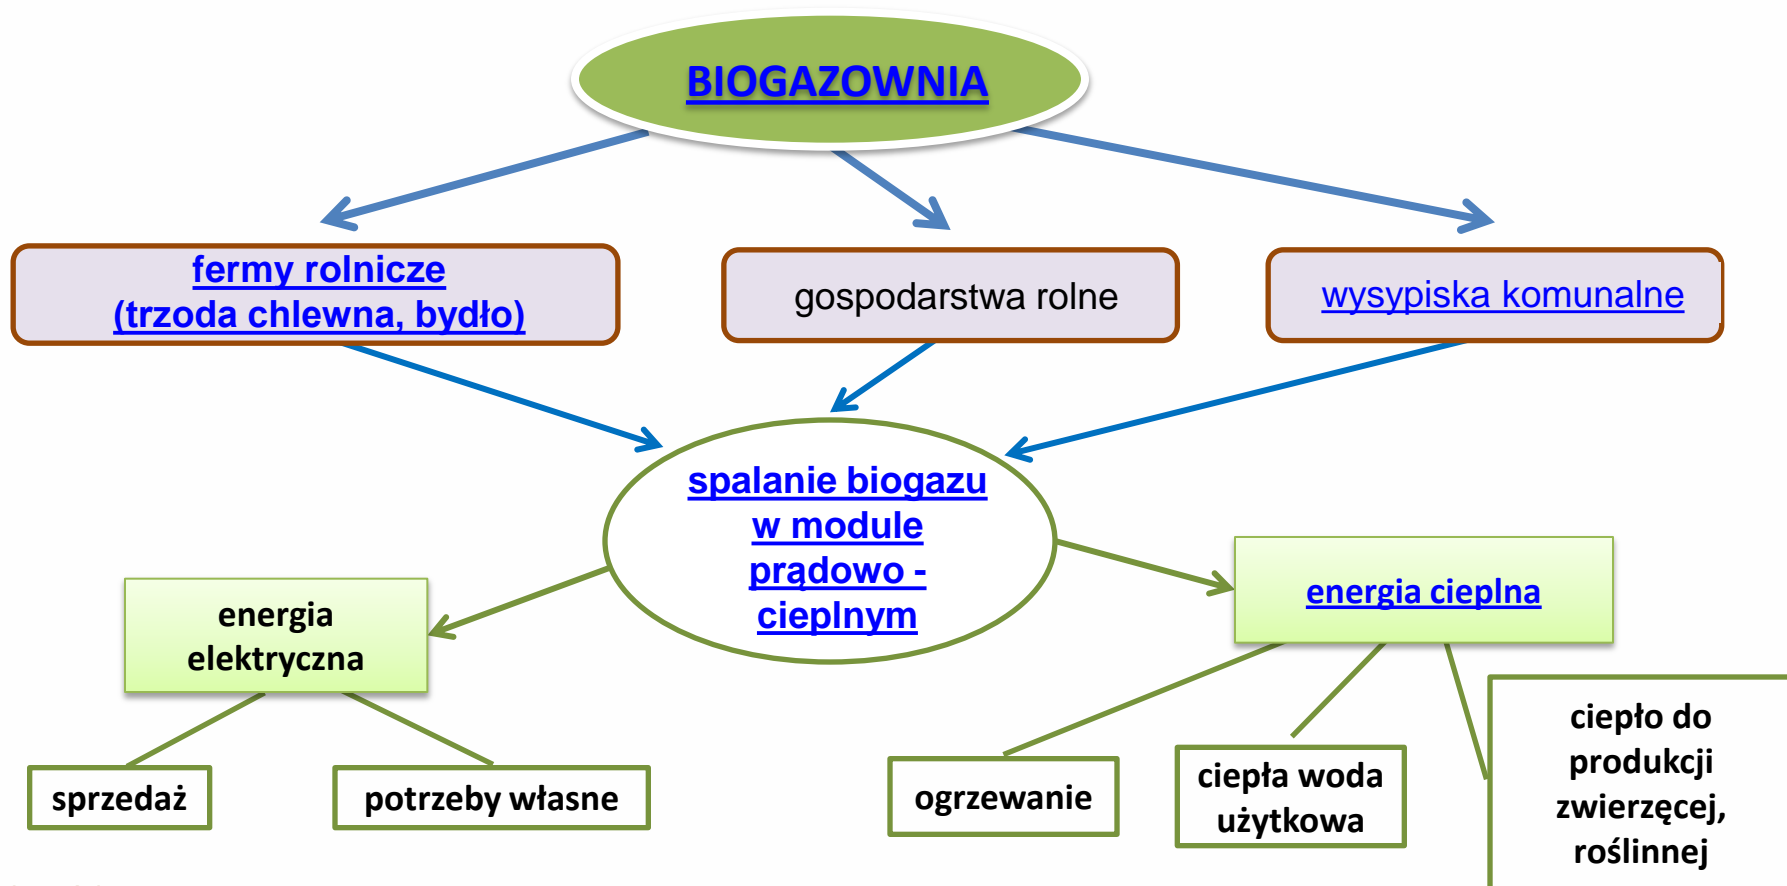 BIOGAZOWNIA
fermy rolnicze
(trzoda chlewna, bydło)
gospodarstwa rolne
wysypiska komunalne
spalanie biogazu
w module
prądowo -
cieplnym
energia
elektryczna
energia cieplna
sprzedaż
potrzeby własne
ogrzewanie
ciepła woda
użytkowa
ciepło do
produkcji
zwierzęcej,
roślinnej